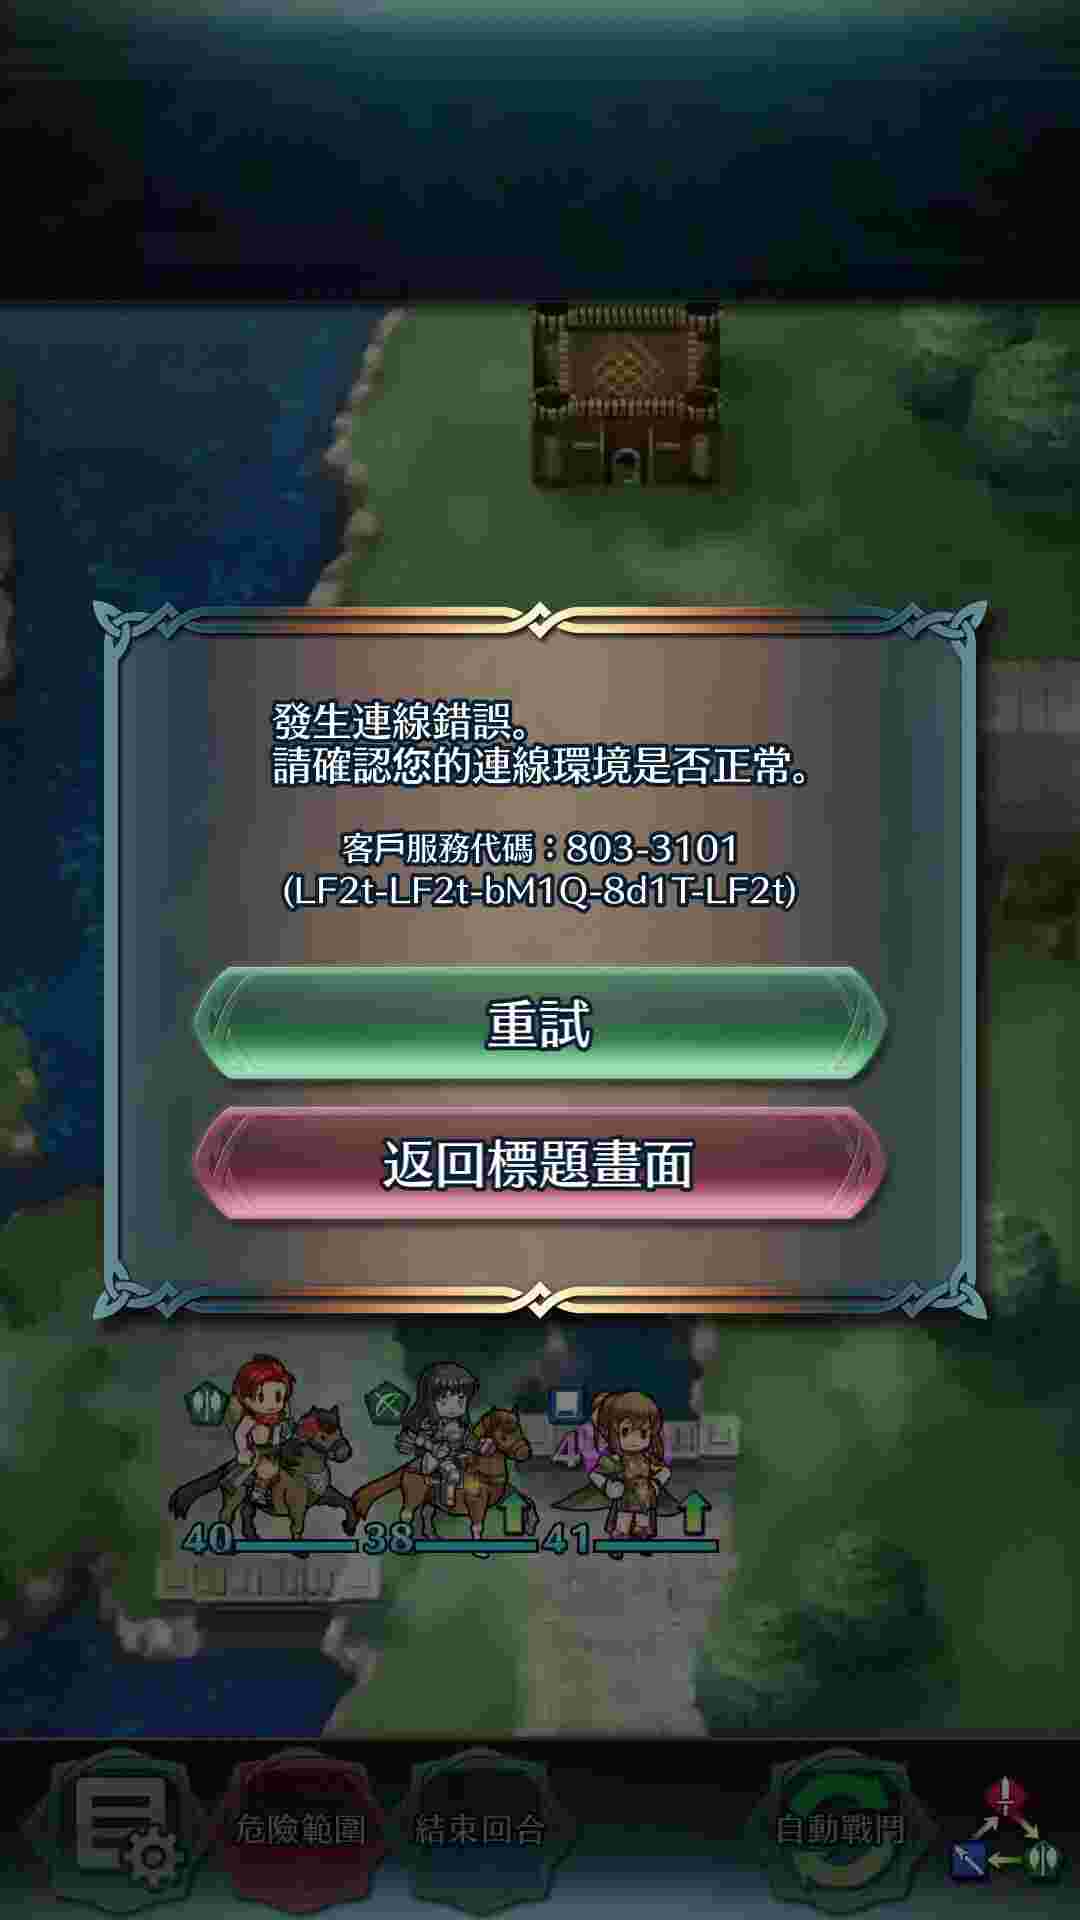 發生連線錯誤。
請確認您的連線環境是否正常。
客戶服務代碼：803-3101
(LF2t-LF2t-bM1Q-8d1T-LF2t)
重試
返回標題畫面
4
40
38
41
危險範圍
結束回合
自動戰鬥